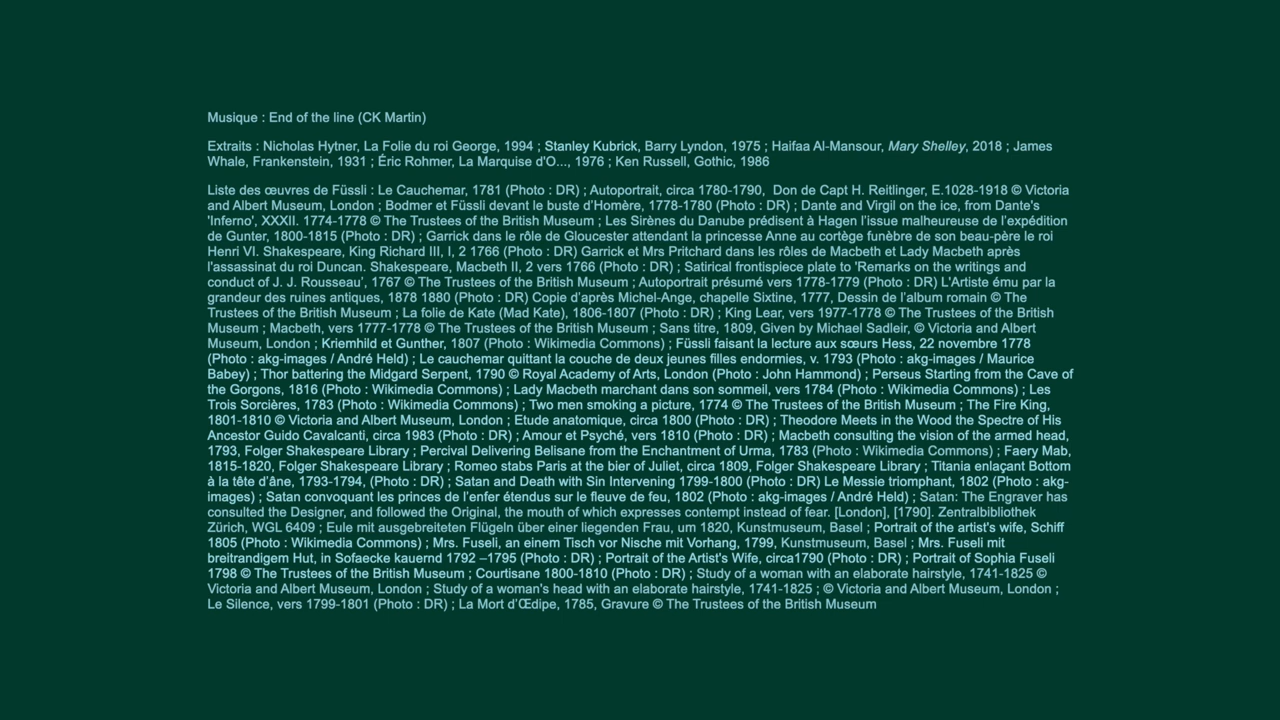 Musique : End of the line (CK Martin)
Extraits : Nicholas Hytner, La Folie du roi George, 1994 ; Stanley Kubrick, Barry Lyndon, 1975 ; Haifaa Al-Mansour, Mary Shelley, 2018 ; James
Whale, Frankenstein, 1931 ; Éric Rohmer, La Marquise d'O..., 1976 ; Ken Russell, Gothic, 1986
Liste des œuvres de Füssli : Le Cauchemar, 1781 (Photo : DR) ; Autoportrait, circa 1780-1790, Don de Capt H. Reitlinger, E.1028-1918 © Victoria
and Albert Museum, London ; Bodmer et Füssli devant le buste d'Homère, 1778-1780 (Photo : DR) ; Dante and Virgil on the ice, from Dante's
'Inferno', XXXII. 1774-1778 © The Trustees of the British Museum ; Les Sirènes du Danube prédisent à Hagen l'issue malheureuse de l'expédition
de Gunter, 1800-1815 (Photo : DR) ; Garrick dans le rôle de Gloucester attendant la princesse Anne au cortège funèbre de son beau-père le roi
Henri VI. Shakespeare, King Richard III, I, 2 1766 (Photo : DR) Garrick et Mrs Pritchard dans les rôles de Macbeth et Lady Macbeth après
l'assassinat du roi Duncan. Shakespeare, Macbeth II, 2 vers 1766 (Photo : DR) ; Satirical frontispiece plate to 'Remarks on the writings and
conduct of J. J. Rousseau', 1767 © The Trustees of the British Museum ; Autoportrait présumé vers 1778-1779 (Photo : DR) L'Artiste ému par la
grandeur des ruines antiques, 1878 1880 (Photo : DR) Copie d'après Michel-Ange, chapelle Sixtine, 1777, Dessin de l'album romain © The
Trustees of the British Museum ; La folie de Kate (Mad Kate), 1806-1807 (Photo : DR) ; King Lear, vers 1977-1778 © The Trustees of the British
Museum ; Macbeth, vers 1777-1778 © The Trustees of the British Museum ; Sans titre, 1809, Given by Michael Sadleir, © Victoria and Albert
Museum, London ; Kriemhild et Gunther, 1807 (Photo : Wikimedia Commons) ; Füssli faisant la lecture aux sœurs Hess, 22 novembre 1778
(Photo : akg-images / André Held) ; Le cauchemar quittant la couche de deux jeunes filles endormies, v. 1793 (Photo : akg-images / Maurice
Babey) ; Thor battering the Midgard Serpent, 1790 © Royal Academy of Arts, London (Photo : John Hammond) ; Perseus Starting from the Cave of
the Gorgons, 1816 (Photo : Wikimedia Commons) ; Lady Macbeth marchant dans son sommeil, vers 1784 (Photo : Wikimedia Commons) ; Les
Trois Sorcières, 1783 (Photo : Wikimedia Commons) ; Two men smoking a picture, 1774 © The Trustees of the British Museum ; The Fire King,
1801-1810 © Victoria and Albert Museum, London ; Etude anatomique, circa 1800 (Photo : DR) ; Theodore Meets in the Wood the Spectre of His
Ancestor Guido Cavalcanti, circa 1983 (Photo : DR) ; Amour et Psyché, vers 1810 (Photo : DR) ; Macbeth consulting the vision of the armed head,
1793, Folger Shakespeare Library ; Percival Delivering Belisane from the Enchantment of Urma, 1783 (Photo : Wikimedia Commons) ; Faery Mab,
1815-1820, Folger Shakespeare Library ; Romeo stabs Paris at the bier of Juliet, circa 1809, Folger Shakespeare Library ; Titania enlaçant Bottom
à la tête d'âne, 1793-1794, (Photo : DR) ; Satan and Death with Sin Intervening 1799-1800 (Photo : DR) Le Messie triomphant, 1802 (Photo : akg-
images) ; Satan convoquant les princes de l'enfer étendus sur le fleuve de feu, 1802 (Photo : akg-images / André Held) ; Satan: The Engraver has
consulted the Designer, and followed the Original, the mouth of which expresses contempt instead of fear. [London], [1790]. Zentralbibliothek
Zürich, WGL 6409 ; Eule mit ausgebreiteten Flügeln über einer liegenden Frau, um 1820, Kunstmuseum, Basel ; Portrait of the artist's wife, Schiff
1805 (Photo : Wikimedia Commons) ; Mrs. Fuseli, an einem Tisch vor Nische mit Vorhang, 1799, Kunstmuseum, Basel ; Mrs. Fuseli mit
breitrandigem Hut, in Sofaecke kauernd 1792 –1795 (Photo : DR) ; Portrait of the Artist's Wife, circa1790 (Photo : DR) ; Portrait of Sophia Fuseli
1798 © The Trustees of the British Museum ; Courtisane 1800-1810 (Photo : DR) ; Study of a woman with an elaborate hairstyle, 1741-1825 ©
Victoria and Albert Museum, London ; Study of a woman's head with an elaborate hairstyle, 1741-1825 ; © Victoria and Albert Museum, London ;
Le Silence, vers 1799-1801 (Photo : DR) ; La Mort d'Œdipe, 1785, Gravure © The Trustees of the British Museum